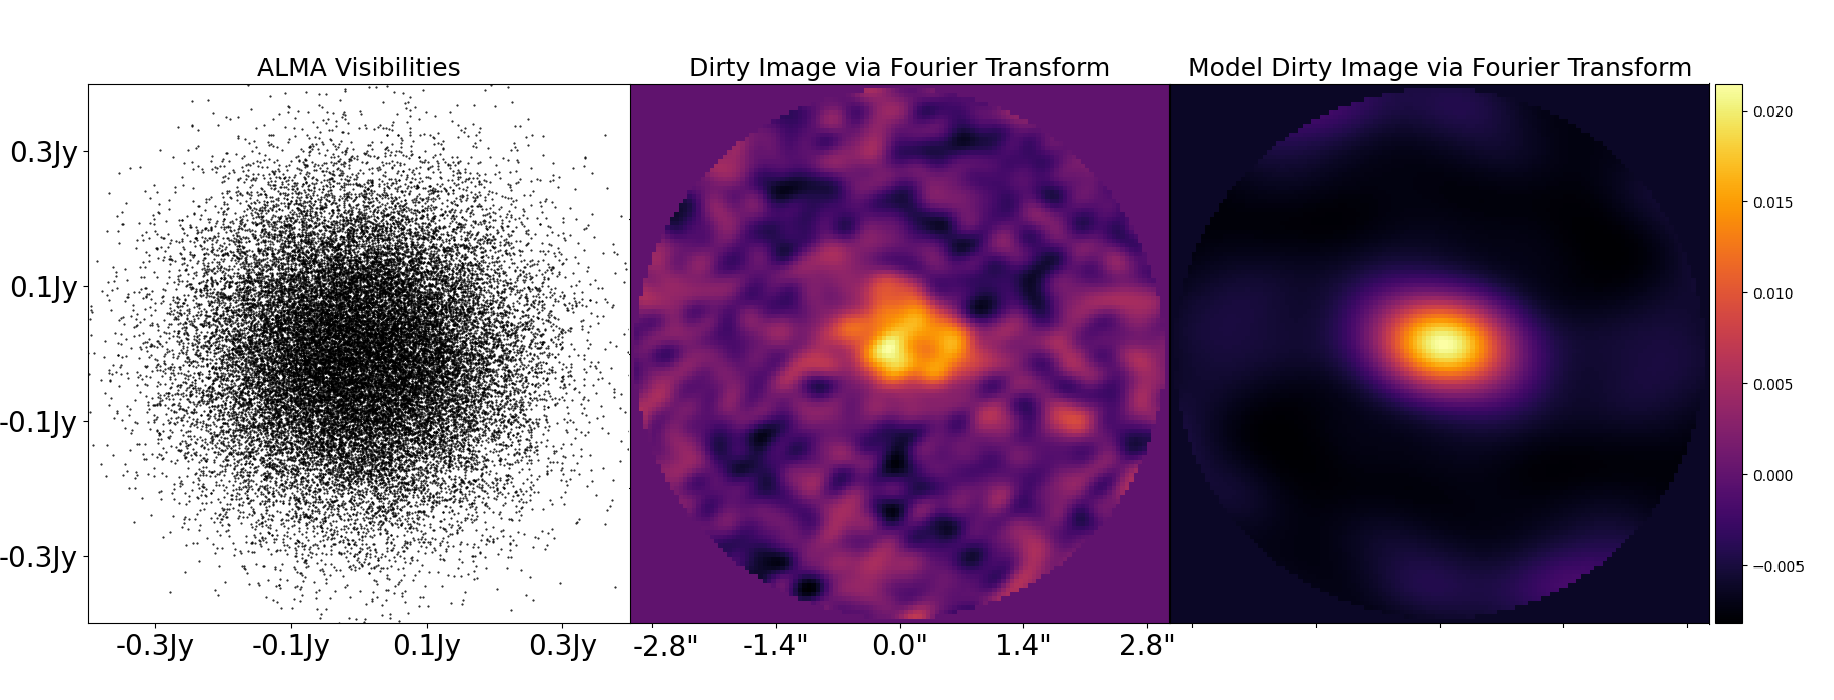 ALMA Visibilities
Dirty Image via Fourier Transform
Model Dirty Image via Fourier Transform
0.3Jy
0.1Jy
-0.1Jy
-0.3Jy
-0.3Jy -0.1Jy 0.1Jy 0.3Jy
-2.8" -1.4" 0.0" 1.4" 2.8"
0.020
0.015
0.010
0.005
0.000
−0.005